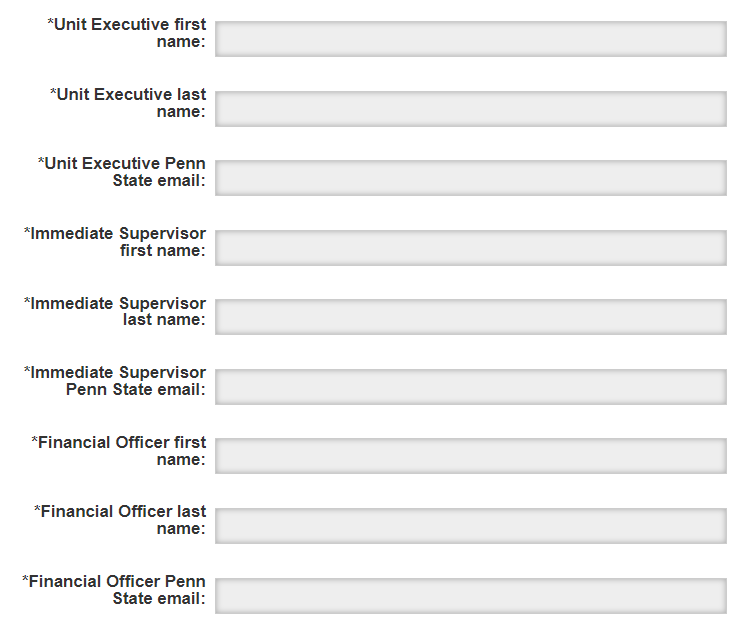 *Unit Executive first
name:
*Unit Executive last
name:
*Unit Executive Penn
State email:
*Immediate Supervisor
first name:
*Immediate Supervisor
last name:
*Immediate Supervisor
Penn State email:
*Financial Officer first
name:
*Financial Officer last
name:
*Financial Officer Penn
State email: